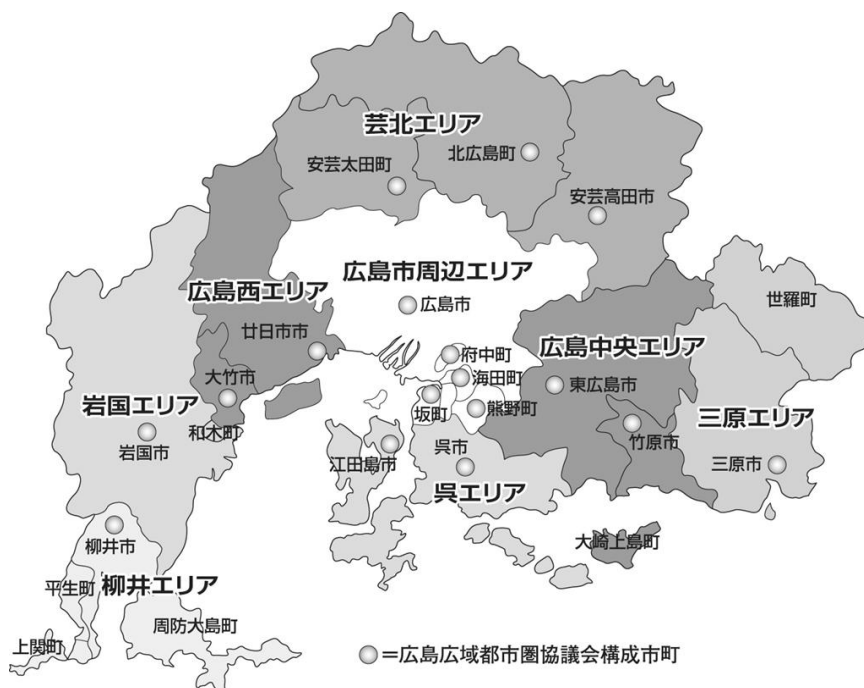 芸北エリア
安芸太田町
北広島町
安芸高田市
広島市周辺エリア
広島市
広島西エリア
廿日市市
大竹市
和木町
世羅町
府中町
海田町
坂町
熊野町
広島中央エリア
東広島市
竹原市
大崎上島町
岩国エリア
岩国市
三原エリア
三原市
江田島市
呉市
呉エリア
柳井市
平生町
柳井エリア
上関町
周防大島町
=広島広域都市圏協議会構成市町